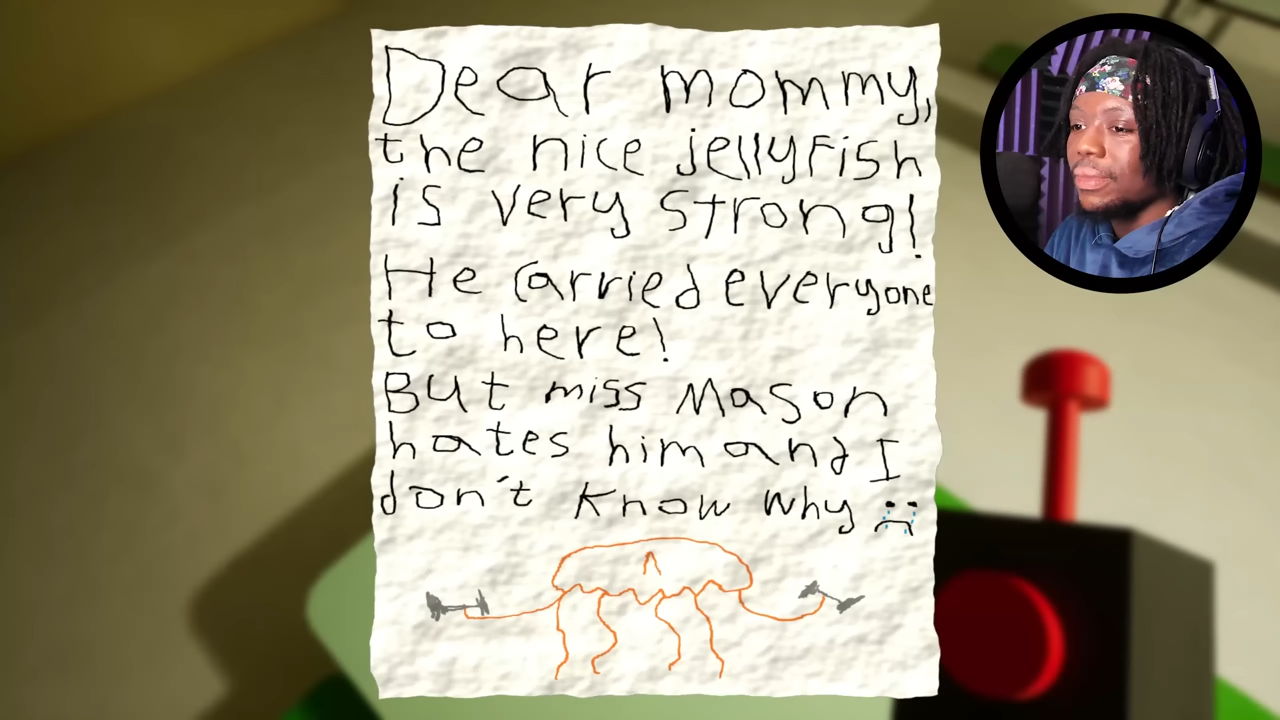 Dear mommy,
the nice jellyfish
is very strong!
He carried everyone
to here!
But miss Mason
hates him and I
don't know why